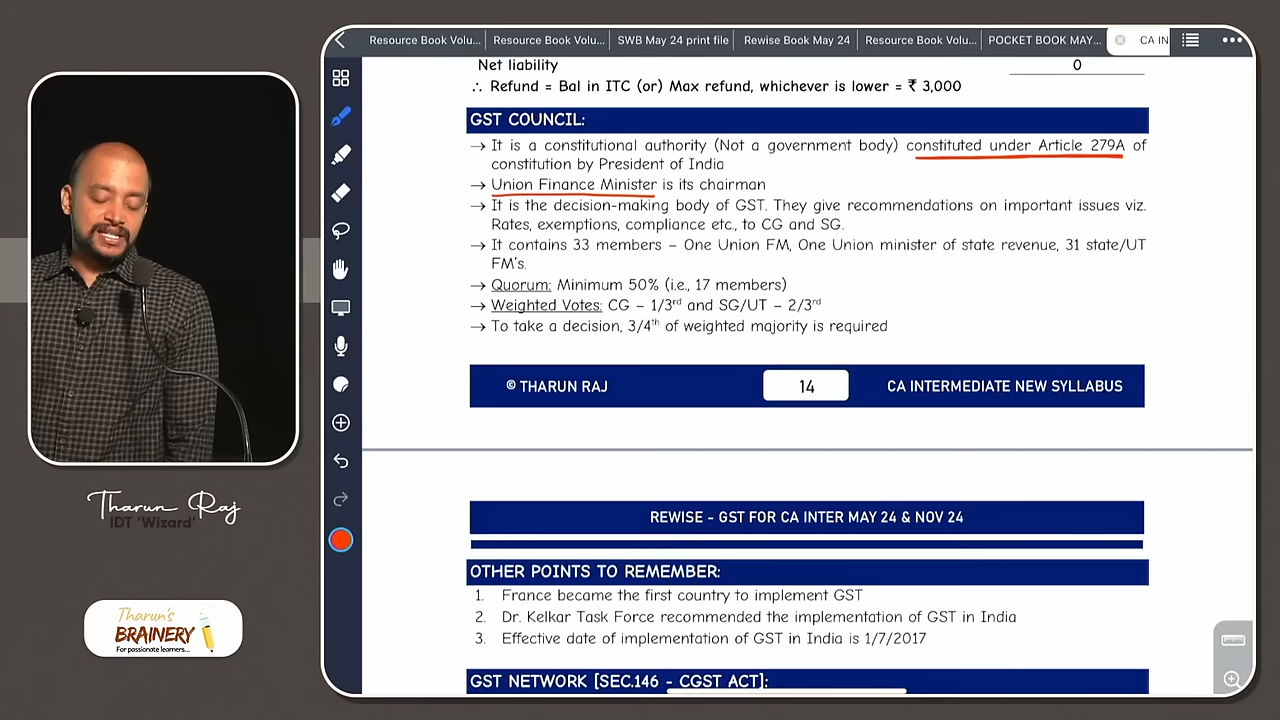 Resource Book Volu...
Resource Book Volu...
SWB May 24 print file
Rewise Book May 24
Resource Book Volu...
POCKET BOOK MAY...
CA IN
Net liability 0
∴ Refund = Bal in ITC (or) Max refund, whichever is lower = ₹ 3,000
GST COUNCIL:
→ It is a constitutional authority (Not a government body) constituted under Article 279A of
constitution by President of India
→ Union Finance Minister is its chairman
→ It is the decision-making body of GST. They give recommendations on important issues viz.
Rates, exemptions, compliance etc., to CG and SG.
→ It contains 33 members – One Union FM, One Union minister of state revenue, 31 state/UT
FM's.
→ Quorum: Minimum 50% (i.e., 17 members)
→ Weighted Votes: CG – 1/3rd and SG/UT – 2/3rd
→ To take a decision, 3/4th of weighted majority is required
© THARUN RAJ 14 CA INTERMEDIATE NEW SYLLABUS
REWISE - GST FOR CA INTER MAY 24 & NOV 24
OTHER POINTS TO REMEMBER:
1. France became the first country to implement GST
2. Dr. Kelkar Task Force recommended the implementation of GST in India
3. Effective date of implementation of GST in India is 1/7/2017
GST NETWORK [SEC.146 - CGST ACT]:
Tharun Raj
IDT 'Wizard'
Tharun's
BRAINERY
For passionate learners...